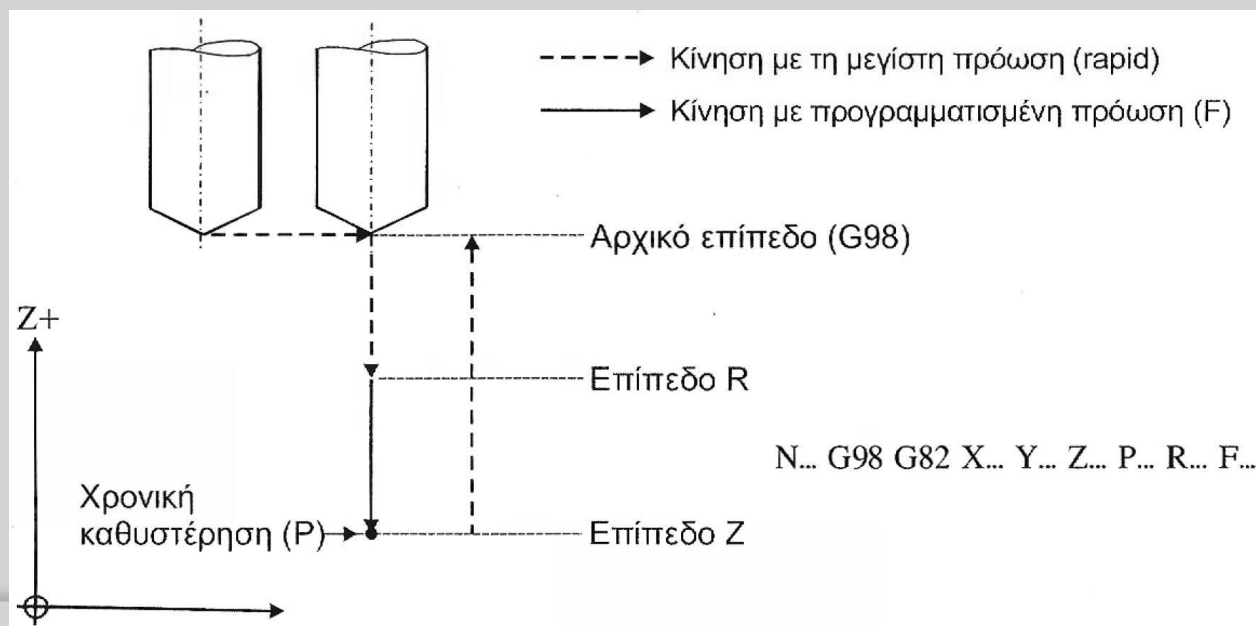 Κίνηση με τη μεγίστη πρόωση (rapid)
Κίνηση με προγραμματισμένη πρόωση (F)
Αρχικό επίπεδο (G98)
Z+
Επίπεδο R
N... G98 G82 X... Y... Z... P... R... F...
Χρονική
καθυστέρηση (P)
Επίπεδο Z